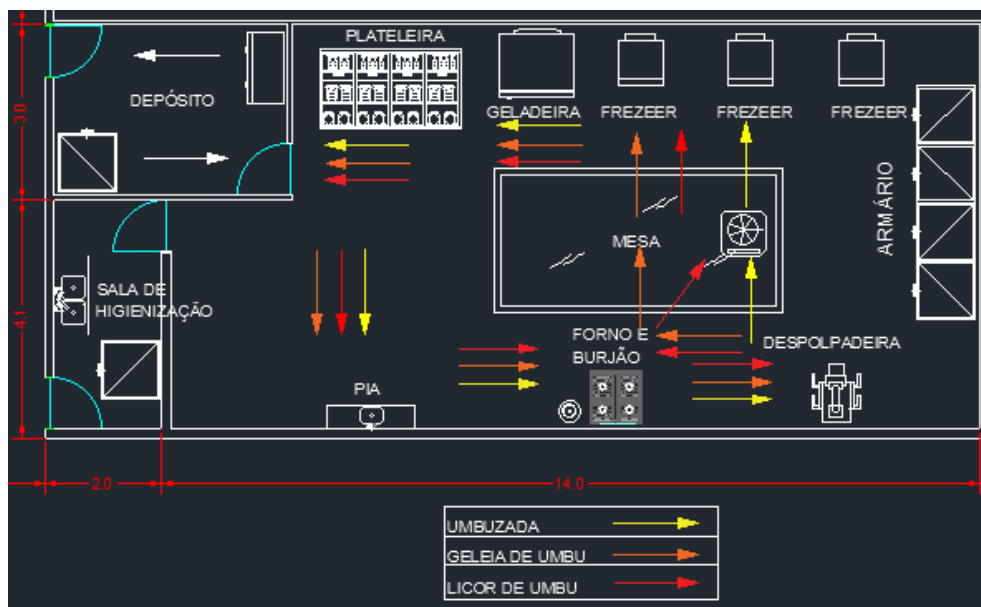 PLATELEIRA
DEPÓSITO
GELADEIRA
FREZEER
FREZEER
FREZEER
3.0
ARMÁRIO
MESA
SALA DE
HIGIENIZAÇÃO
4.1
FORNO E
BURJÃO
DESPOLPADEIRA
PIA
2.0
14.0
UMBUZADA
GELEIA DE UMBU
LICOR DE UMBU